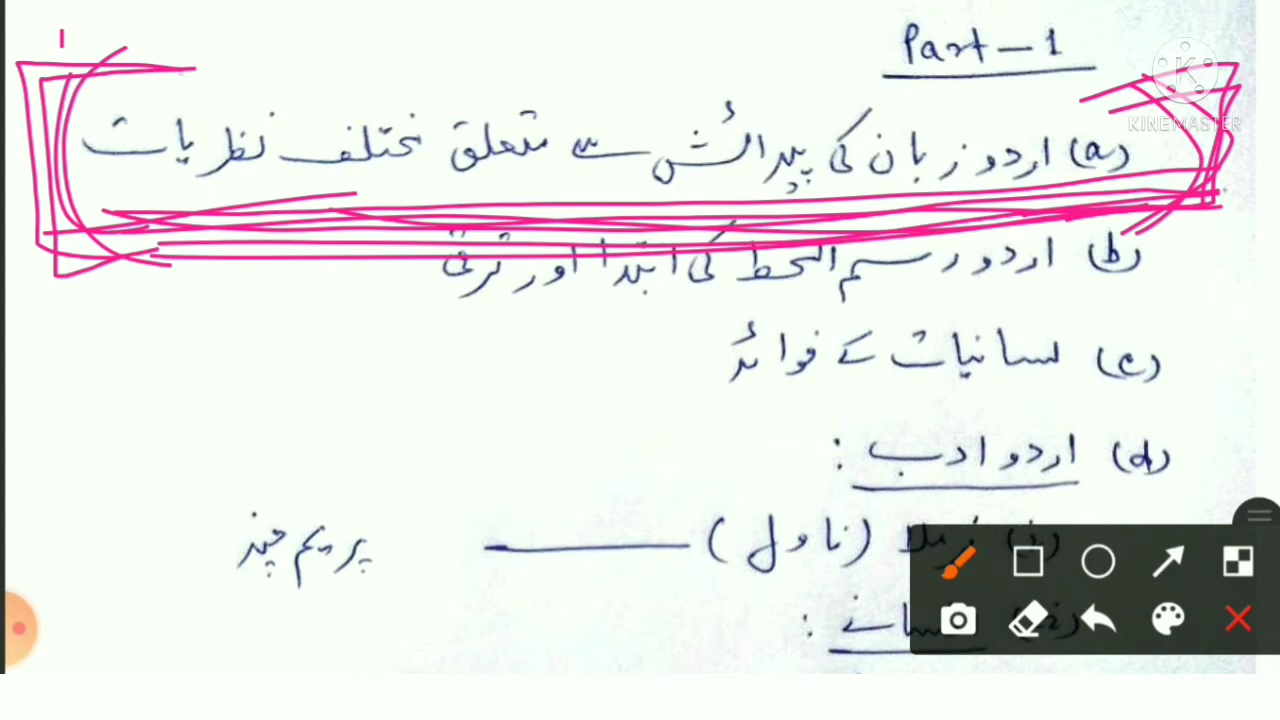 Part – 1
KINEMASTER
(a) اردو زبان کی پیدائش سے متعلق مختلف نظریات
(b) اردو رسم الخط کی ابتدا اور ترقی
(c) لسانیات کے فوائد
(d) اردو ادب :
(ناول) ——— پریم چند